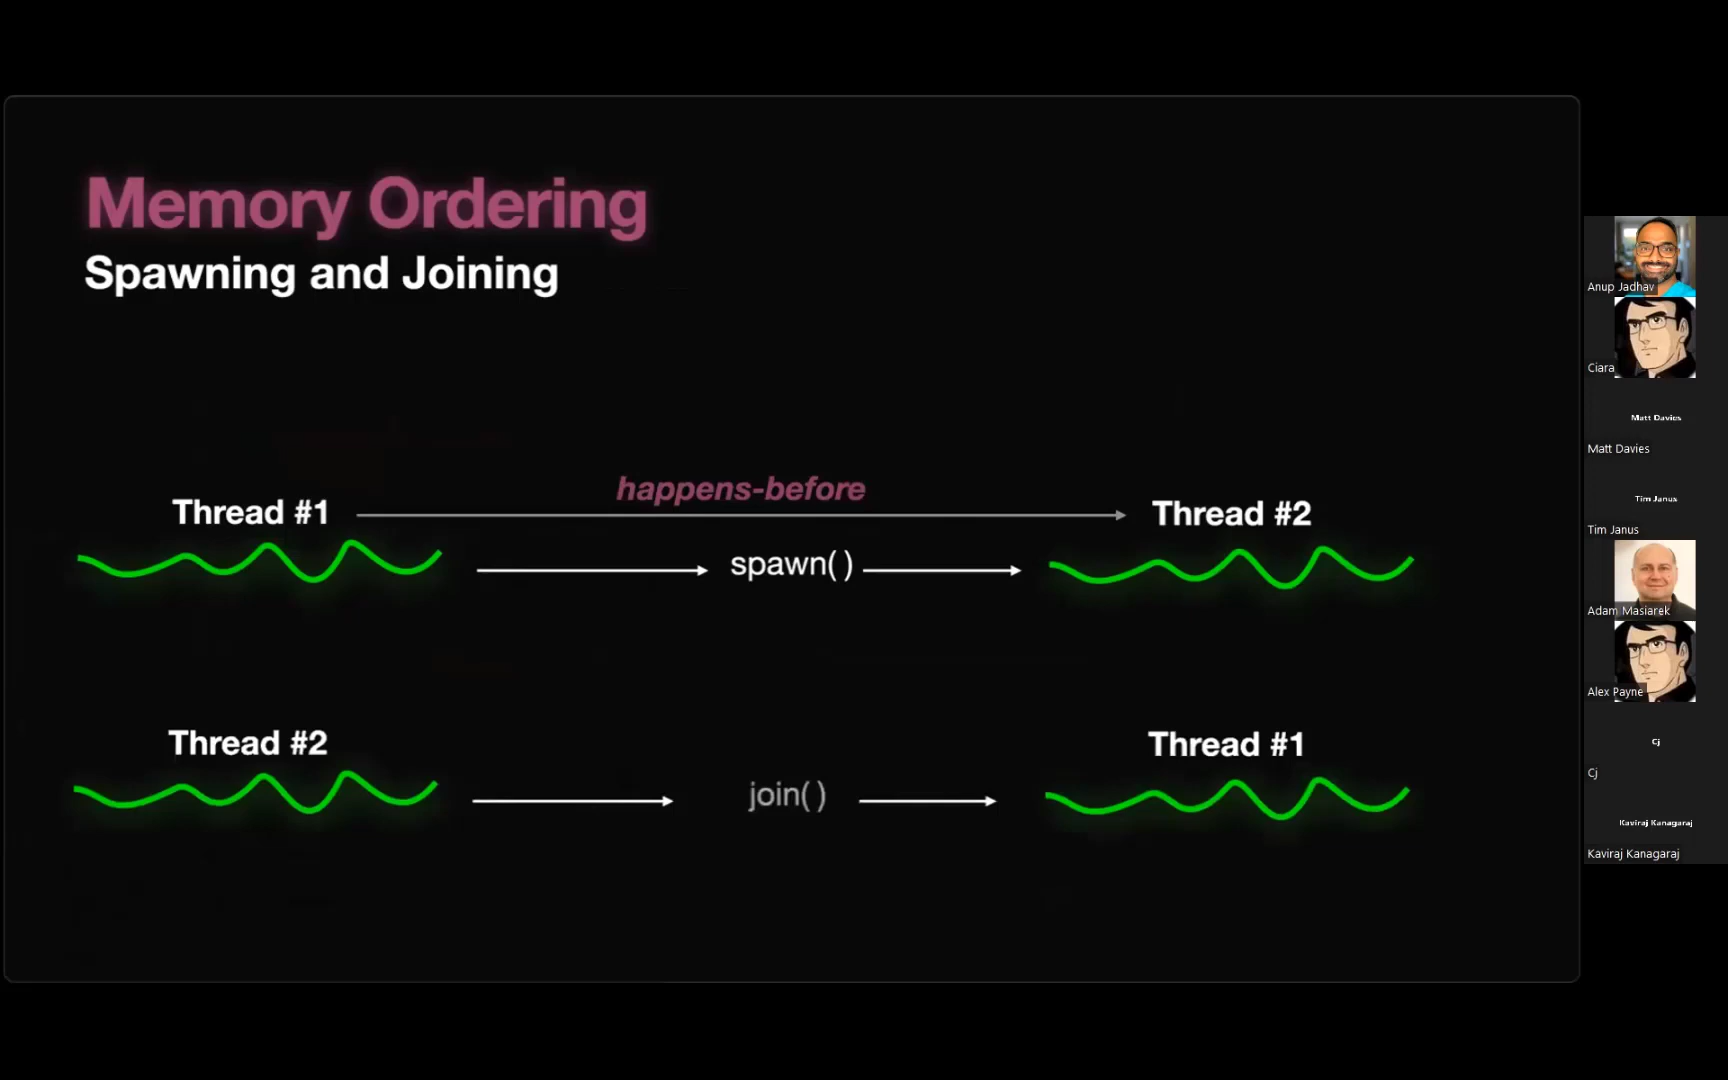 Memory Ordering
Spawning and Joining
happens-before
Thread #1
Thread #2
spawn()
Thread #2
Thread #1
join()
Anup Jadhav
Ciara
Matt Davies
Matt Davies
Tim Janus
Tim Janus
Adam Masiarek
Alex Payne
Cj
Cj
Kaviraj Kanagaraj
Kaviraj Kanagaraj